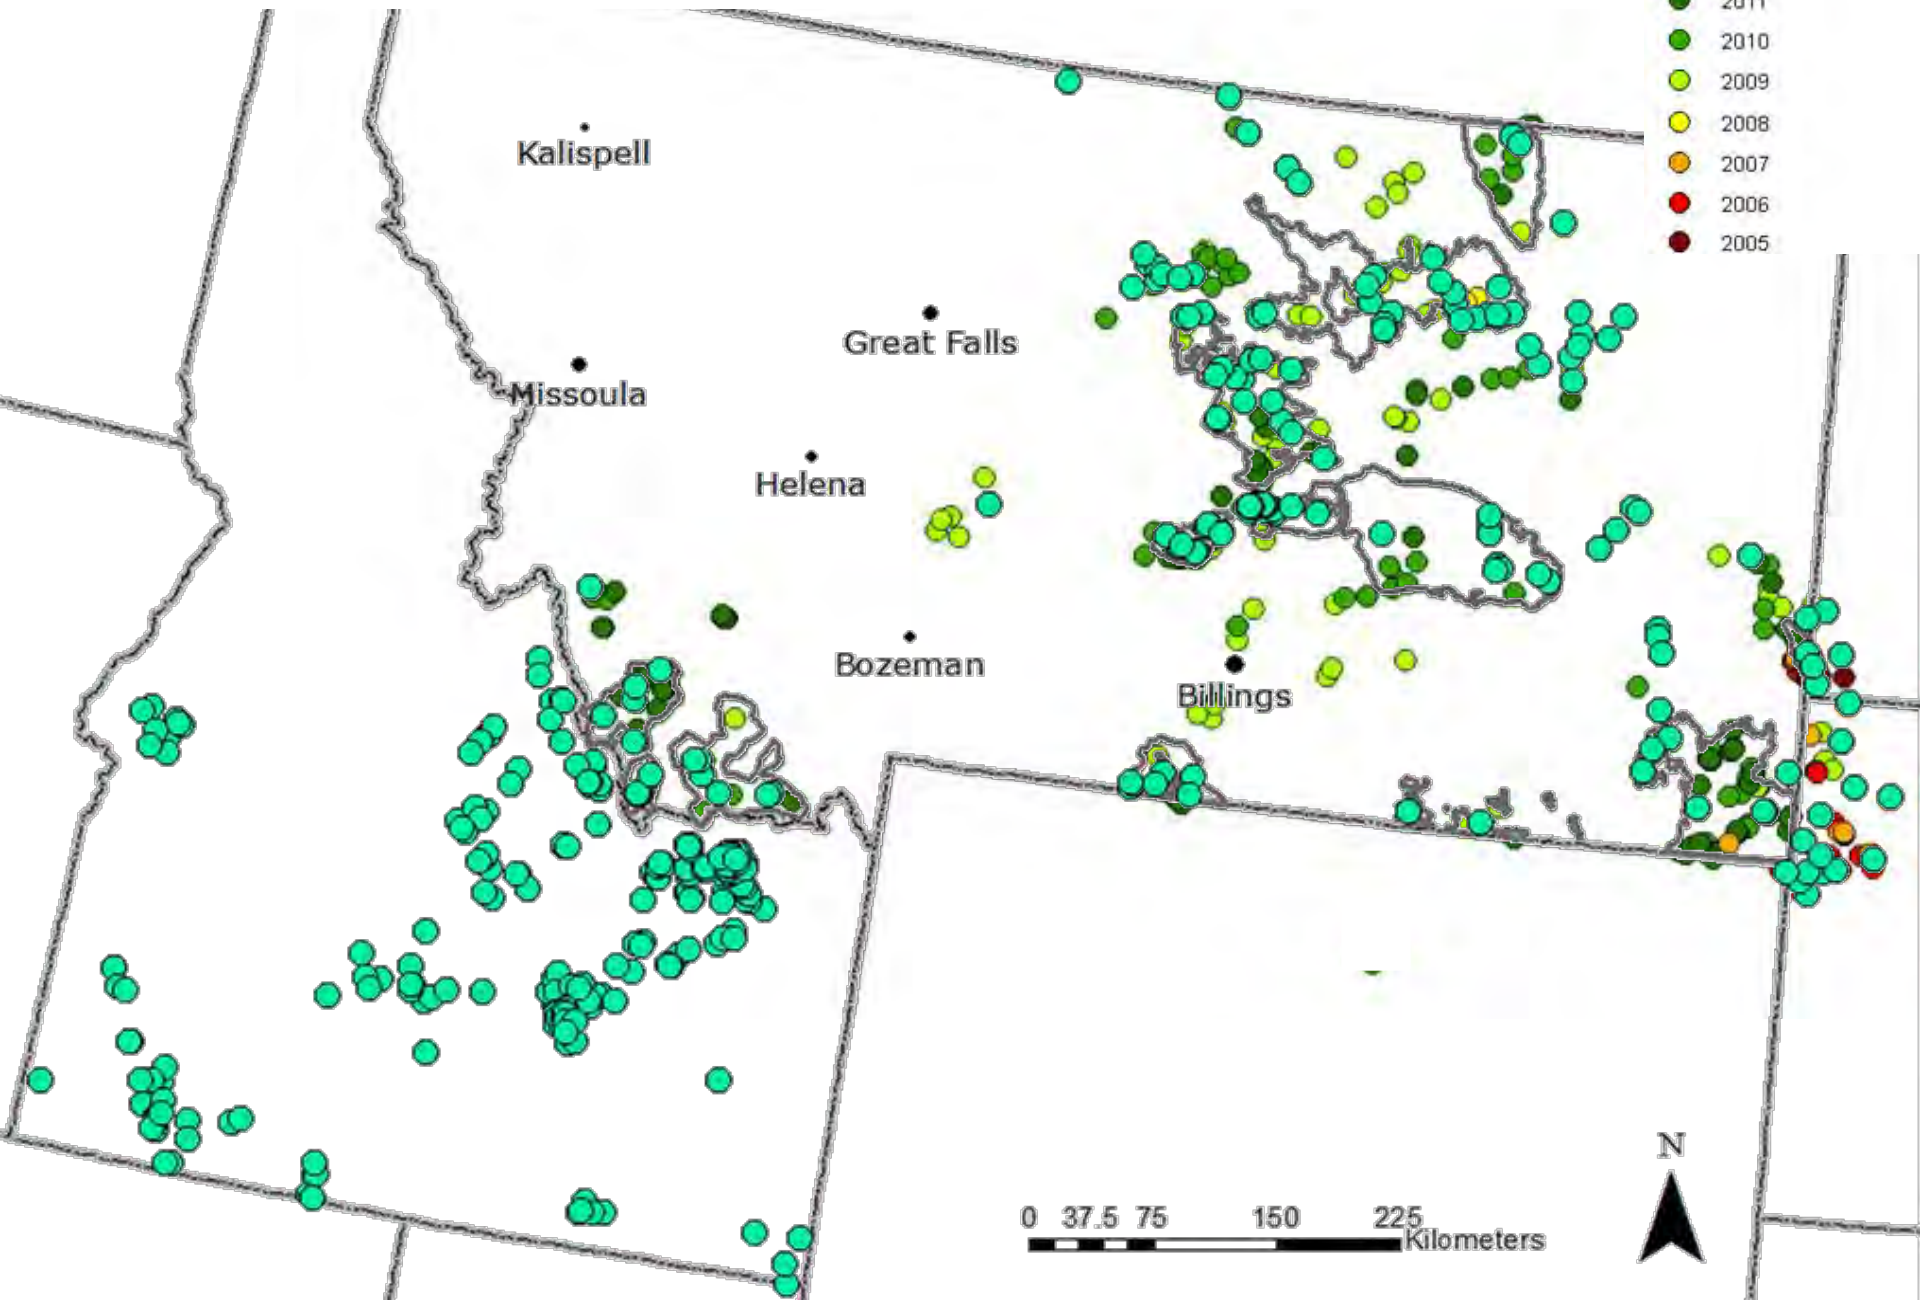 2011
2010
2009
2008
2007
2006
2005
Kalispell
Great Falls
Missoula
Helena
Bozeman
Billings
N
0 37.5 75 150 225
Kilometers